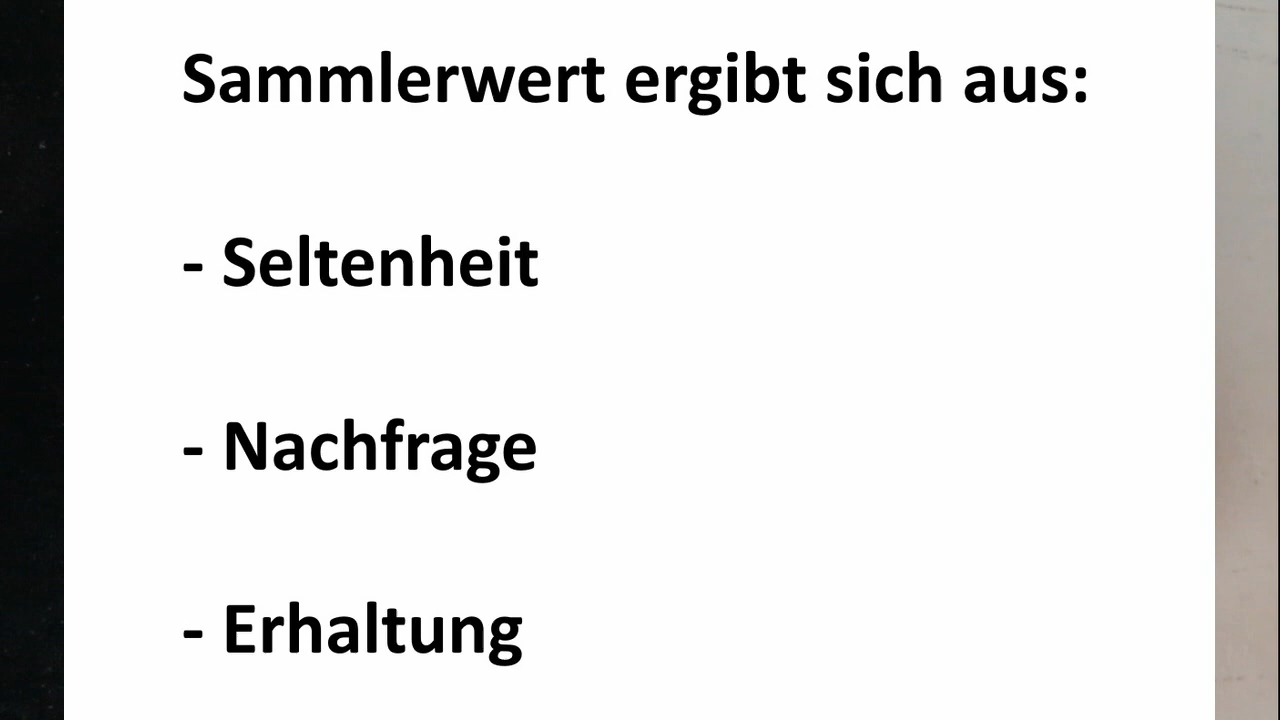 Sammlerwert ergibt sich aus:
- Seltenheit
- Nachfrage
- Erhaltung